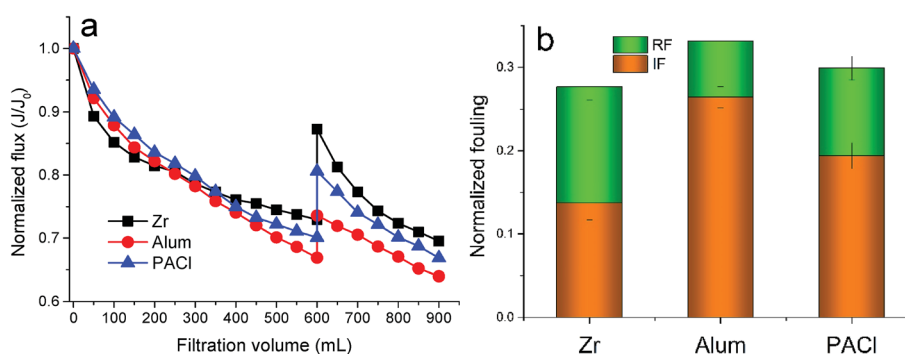 a
Normalized flux (J/J₀)
1.0
0.9
0.8
0.7
0.6
Zr
Alum
PACl
0 100 200 300 400 500 600 700 800 900
Filtration volume (mL)
b
Normalized fouling
0.3
0.2
0.1
0.0
RF
IF
Zr Alum PACl